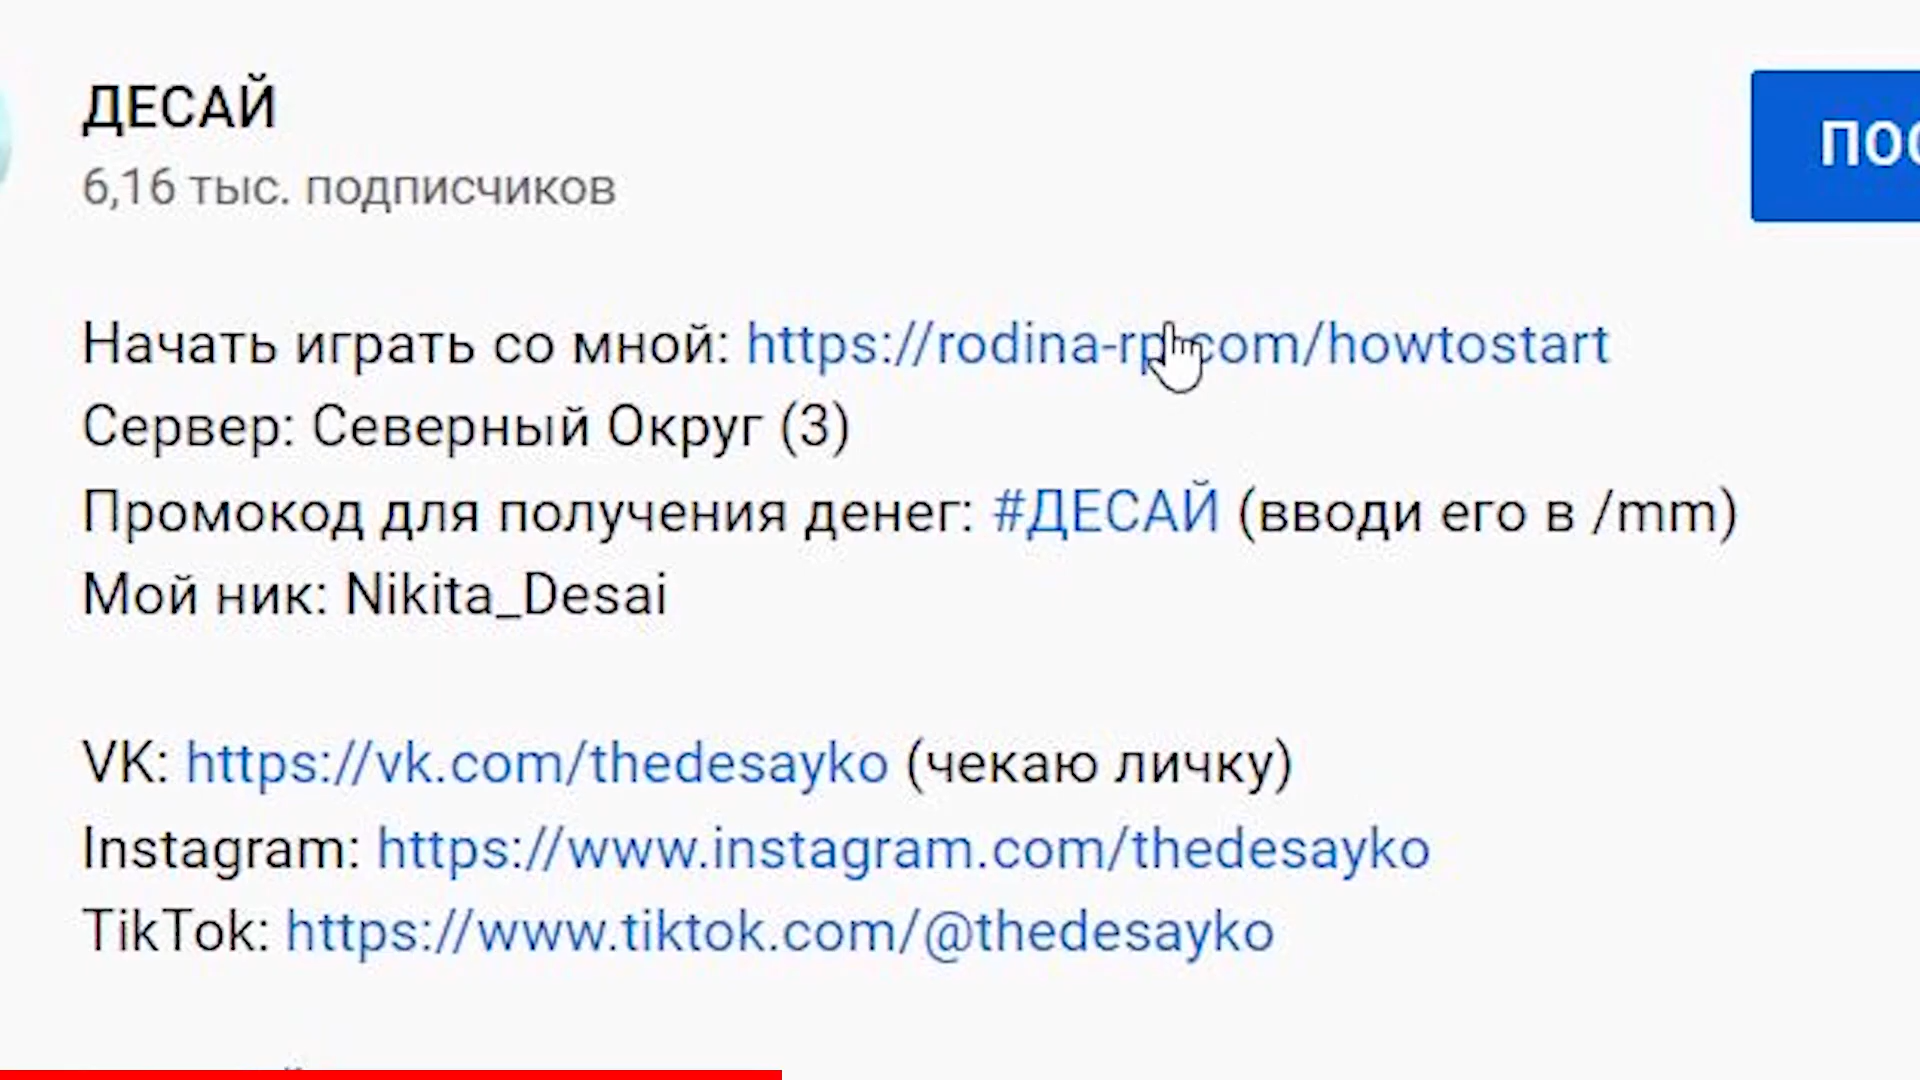 ДЕСАЙ
6,16 тыс. подписчиков
Начать играть со мной: https://rodina-rp.com/howtostart
Сервер: Северный Округ (3)
Промокод для получения денег: #ДЕСАЙ (вводи его в /mm)
Мой ник: Nikita_Desai
VK: https://vk.com/thedesayko (чекаю личку)
Instagram: https://www.instagram.com/thedesayko
TikTok: https://www.tiktok.com/@thedesayko